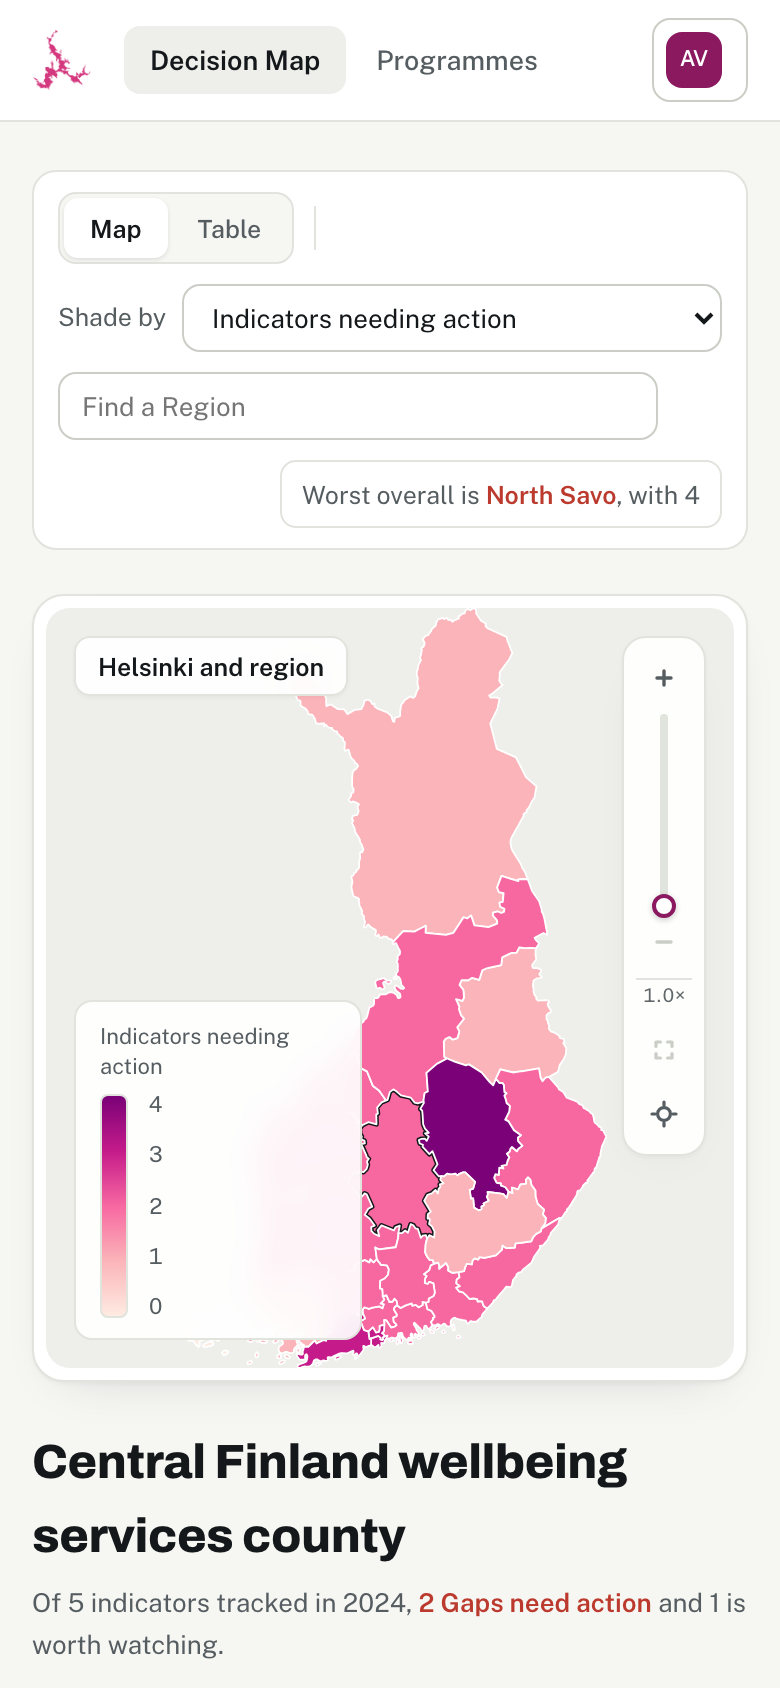 Decision Map
Programmes
AV
Map
Table
Shade by
Indicators needing action
Find a Region
Worst overall is North Savo, with 4
Helsinki and region
1.0×
Indicators needing
action
4
3
2
1
0
Central Finland wellbeing
services county
Of 5 indicators tracked in 2024, 2 Gaps need action and 1 is
worth watching.